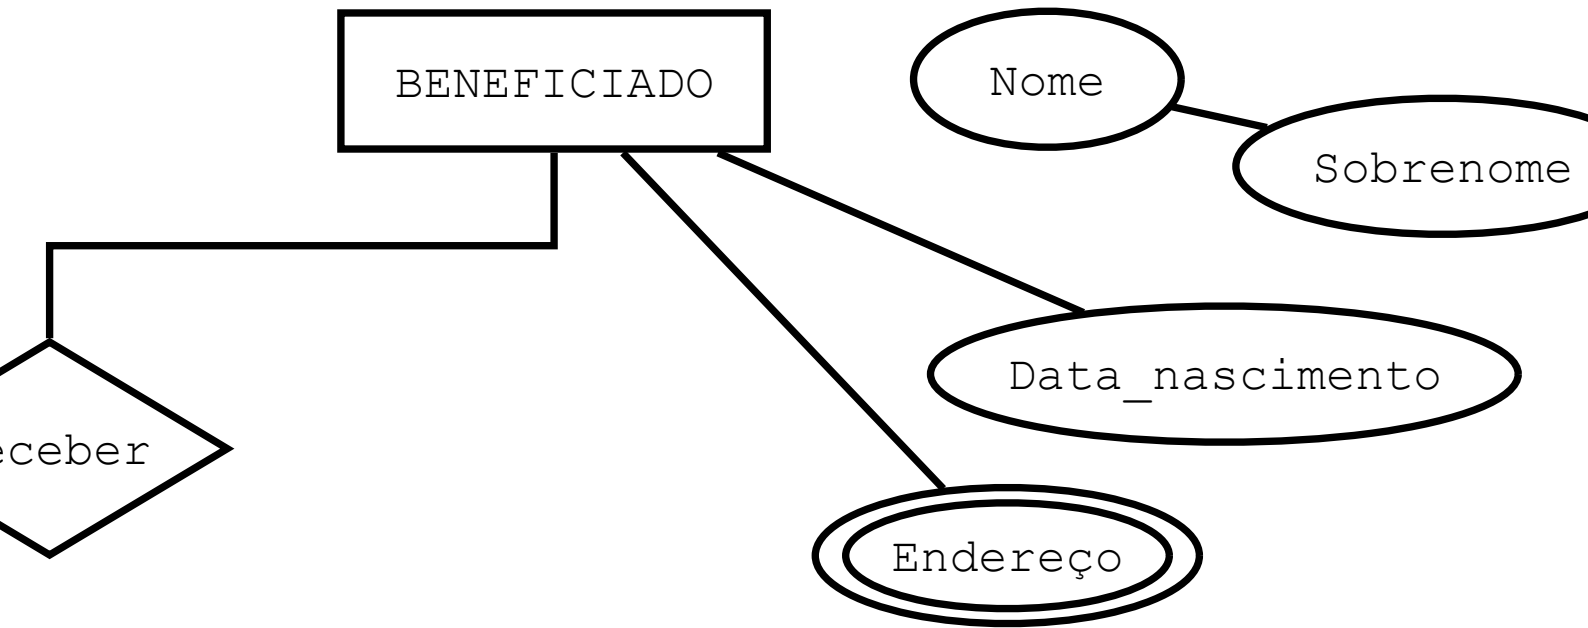 BENEFICIADO
Nome
Sobrenome
Data_nascimento
eceber
Endereço